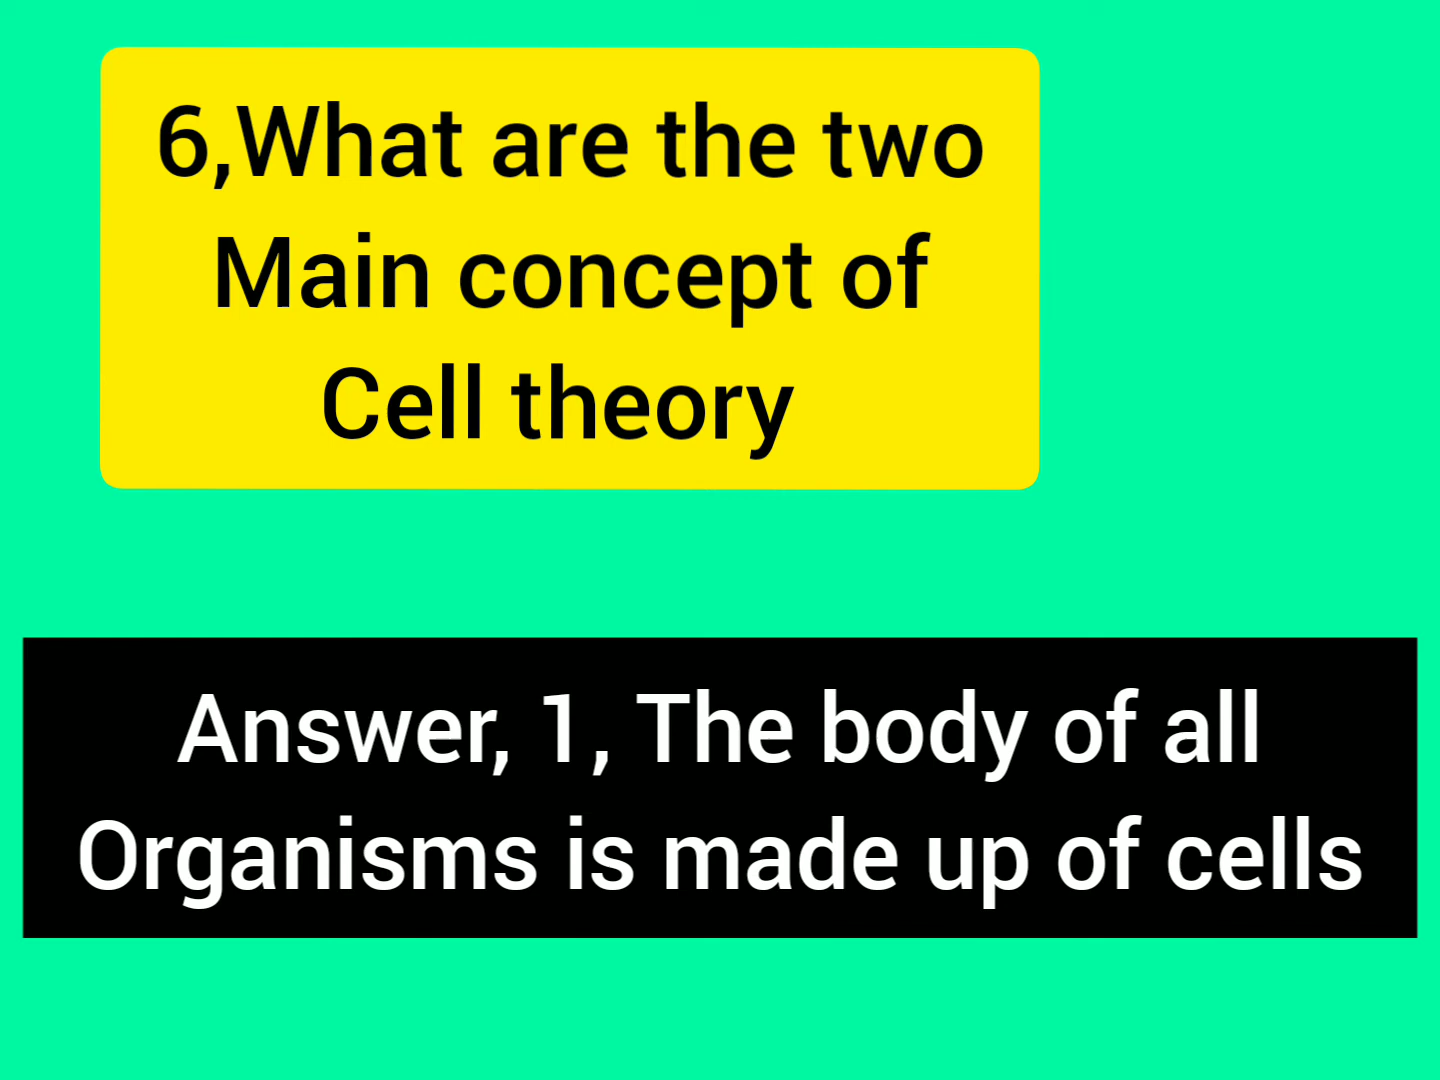 6,What are the two
Main concept of
Cell theory
Answer, 1, The body of all
Organisms is made up of cells